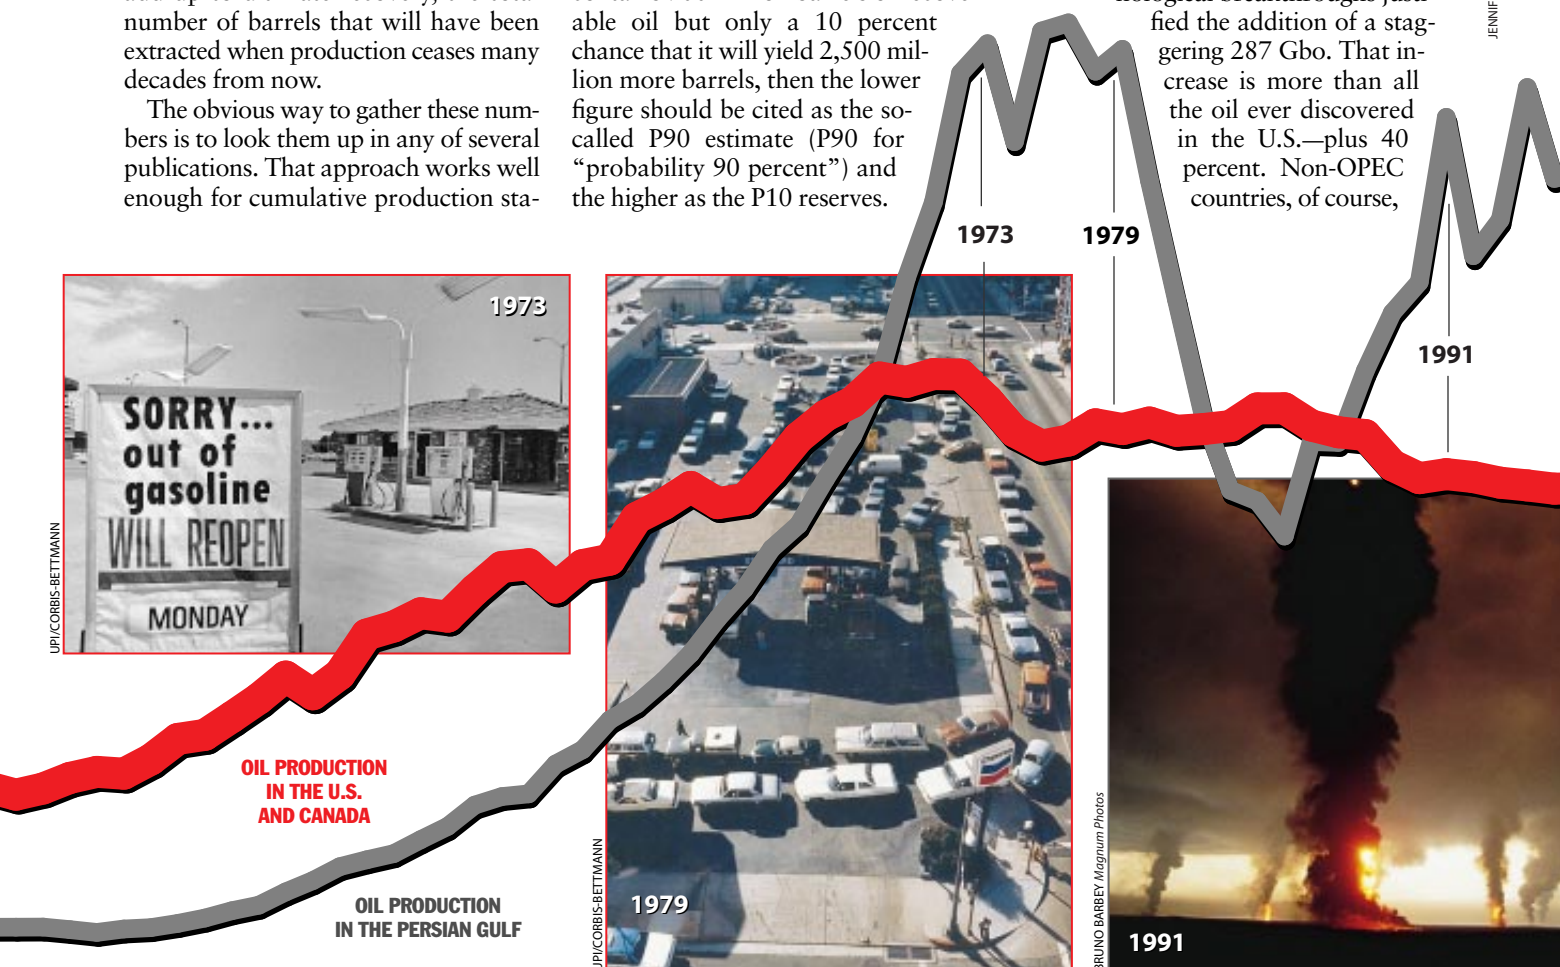 number of barrels that will have been
extracted when production ceases many
decades from now.
The obvious way to gather these num-
bers is to look them up in any of several
publications. That approach works well
enough for cumulative production sta-
able oil but only a 10 percent
chance that it will yield 2,500 mil-
lion more barrels, then the lower
figure should be cited as the so-
called P90 estimate (P90 for
“probability 90 percent”) and
the higher as the P10 reserves.
fied the addition of a stag-
gering 287 Gbo. That in-
crease is more than all
the oil ever discovered
in the U.S.—plus 40
percent. Non-OPEC
countries, of course,
JENNIF
1973
1979
1991
1973
SORRY...
out of
gasoline
WILL REOPEN
MONDAY
UPI/CORBIS-BETTMANN
OIL PRODUCTION
IN THE U.S.
AND CANADA
OIL PRODUCTION
IN THE PERSIAN GULF
1979
UPI/CORBIS-BETTMANN
1991
BRUNO BARBEY Magnum Photos